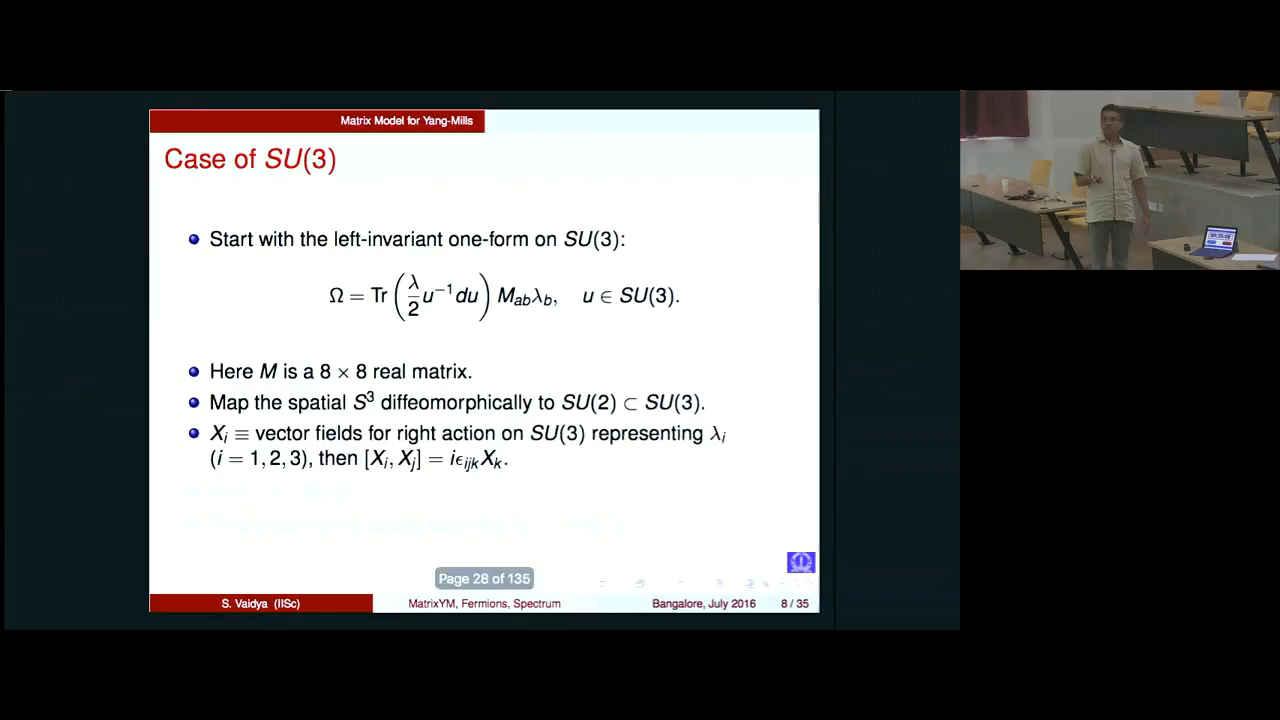 Matrix Model for Yang-Mills
Case of SU(3)
Start with the left-invariant one-form on SU(3):
Ω = Tr (λ/2 u⁻¹du) M_ab λ_b, u ∈ SU(3).
Here M is a 8 × 8 real matrix.
Map the spatial S³ diffeomorphically to SU(2) ⊂ SU(3).
X_i ≡ vector fields for right action on SU(3) representing λ_i
(i = 1, 2, 3), then [X_i, X_j] = iε_ijk X_k.
Page 28 of 135
S. Vaidya (IISc)
MatrixYM, Fermions, Spectrum
Bangalore, July 2016
8 / 35